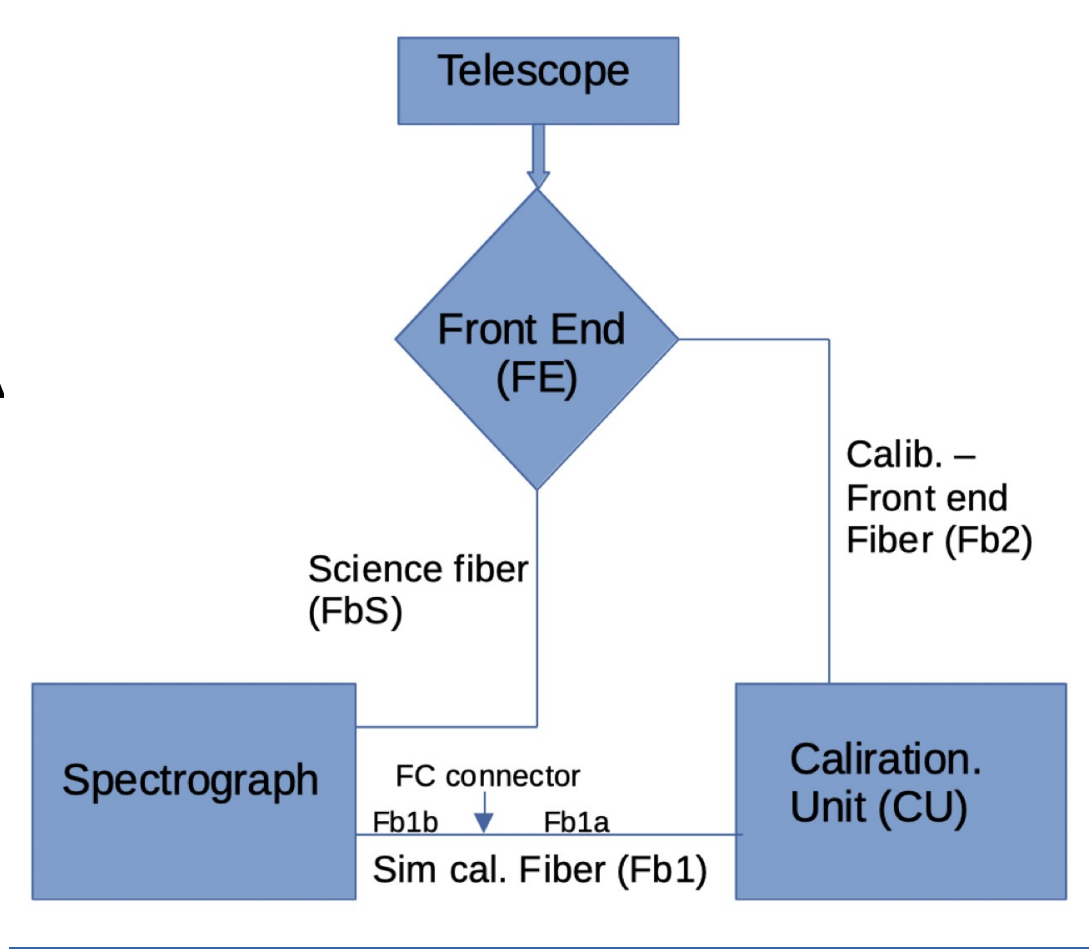 Telescope
Front End
(FE)
Calib. –
Front end
Fiber (Fb2)
Science fiber
(FbS)
Spectrograph
FC connector
Fb1b
Fb1a
Sim cal. Fiber (Fb1)
Caliration.
Unit (CU)